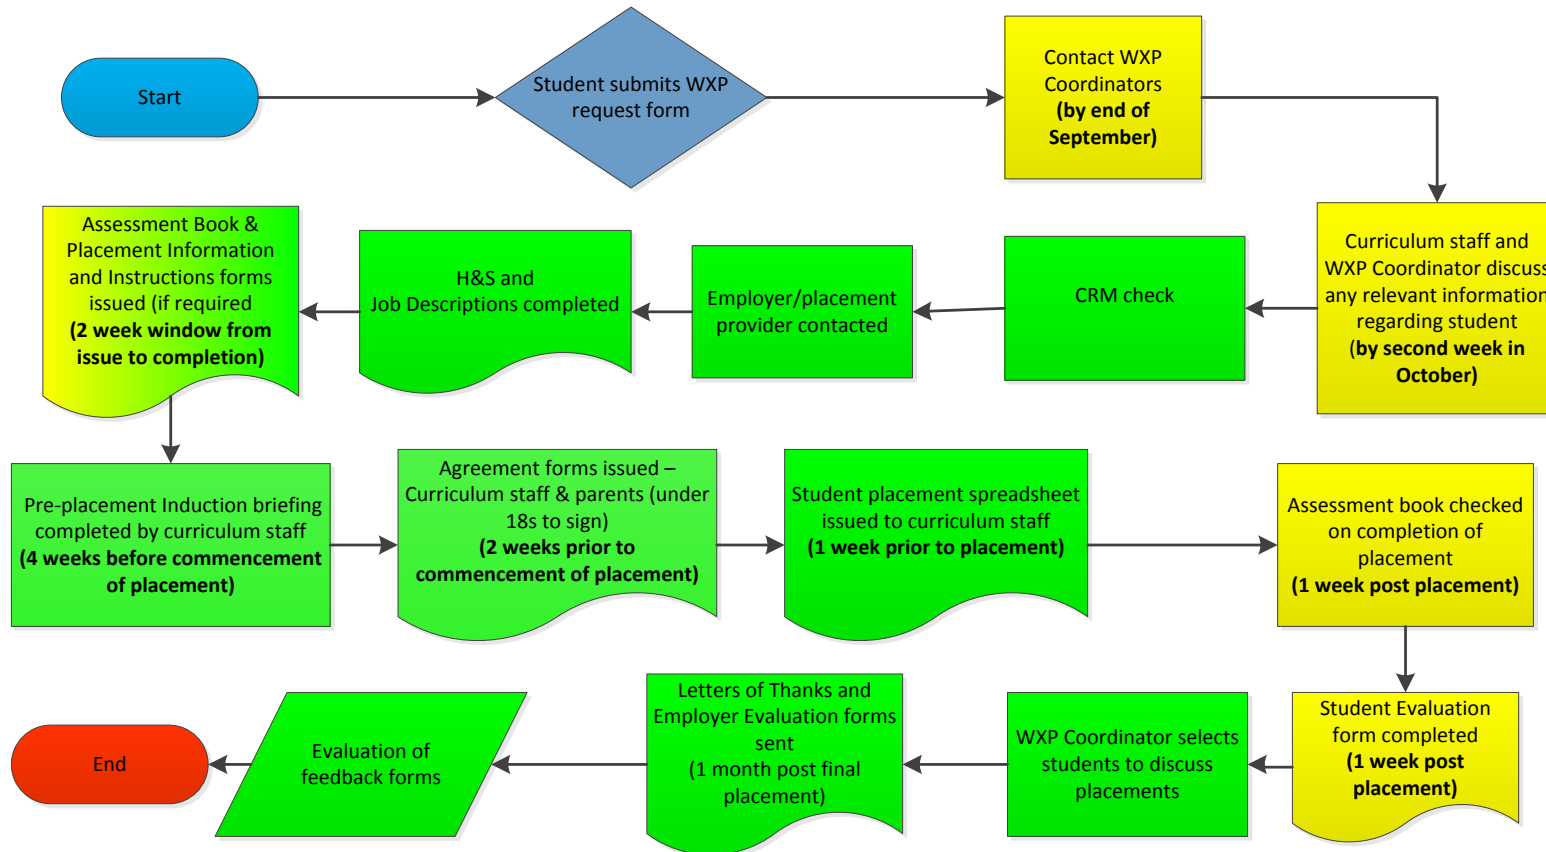 Start
Student submits WXP
request form
Contact WXP
Coordinators
(by end of
September)
Curriculum staff and
WXP Coordinator discuss
any relevant information
regarding student
(by second week in
October)
CRM check
Employer/placement
provider contacted
H&S and
Job Descriptions completed
Assessment Book &
Placement Information
and Instructions forms
issued (if required
(2 week window from
issue to completion)
Pre-placement Induction briefing
completed by curriculum staff
(4 weeks before commencement
of placement)
Agreement forms issued –
Curriculum staff & parents (under
18s to sign)
(2 weeks prior to
commencement of placement)
Student placement spreadsheet
issued to curriculum staff
(1 week prior to placement)
Assessment book checked
on completion of
placement
(1 week post placement)
Student Evaluation
form completed
(1 week post
placement)
WXP Coordinator selects
students to discuss
placements
Letters of Thanks and
Employer Evaluation forms
sent
(1 month post final
placement)
Evaluation of
feedback forms
End